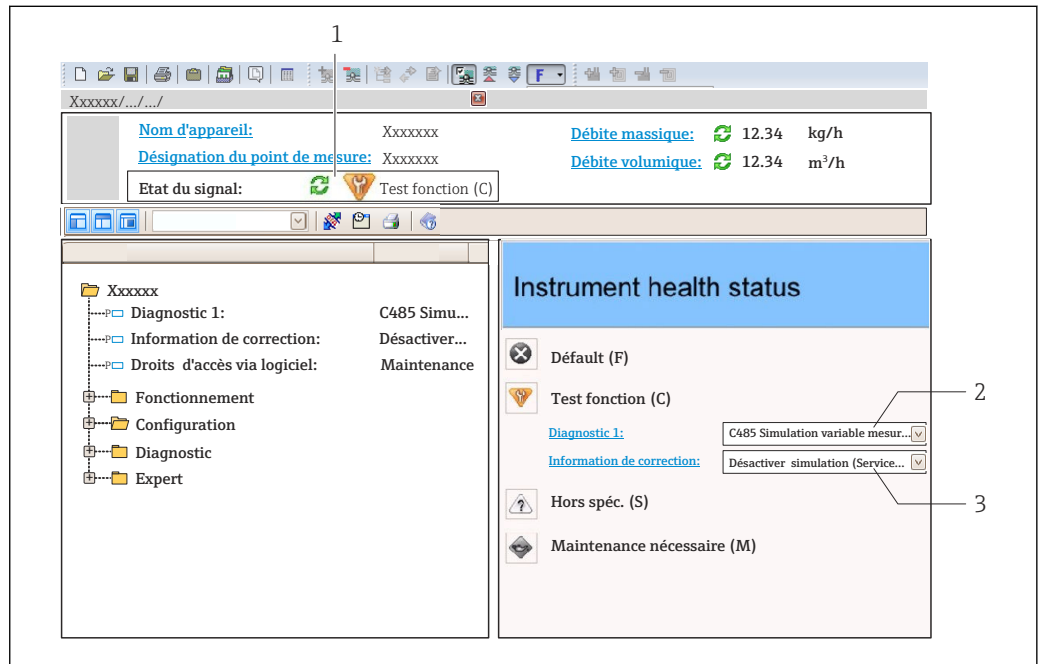 1
F
Xxxxxx/.../.../
Nom d'appareil: Xxxxxxx Débite massique: 12.34 kg/h
Désignation du point de mesure: Xxxxxxx Débite volumique: 12.34 m³/h
Etat du signal: Test fonction (C)
Xxxxxx
Diagnostic 1: C485 Simu...
Information de correction: Désactiver...
Droits d'accès via logiciel: Maintenance
Fonctionnement
Configuration
Diagnostic
Expert
Instrument health status
Défault (F)
Test fonction (C)
2
Diagnostic 1: C485 Simulation variable mesur...
Information de correction: Désactiver simulation (Service...
Hors spéc. (S)
3
Maintenance nécessaire (M)